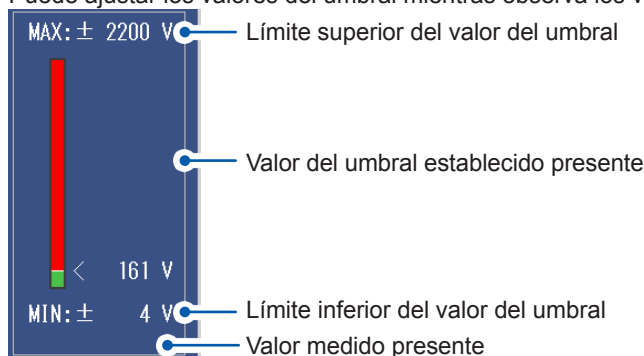 MAX: ± 2200 V
Límite superior del valor del umbral
Valor del umbral establecido presente
< 161 V
MIN: ± 4 V
Límite inferior del valor del umbral
Valor medido presente